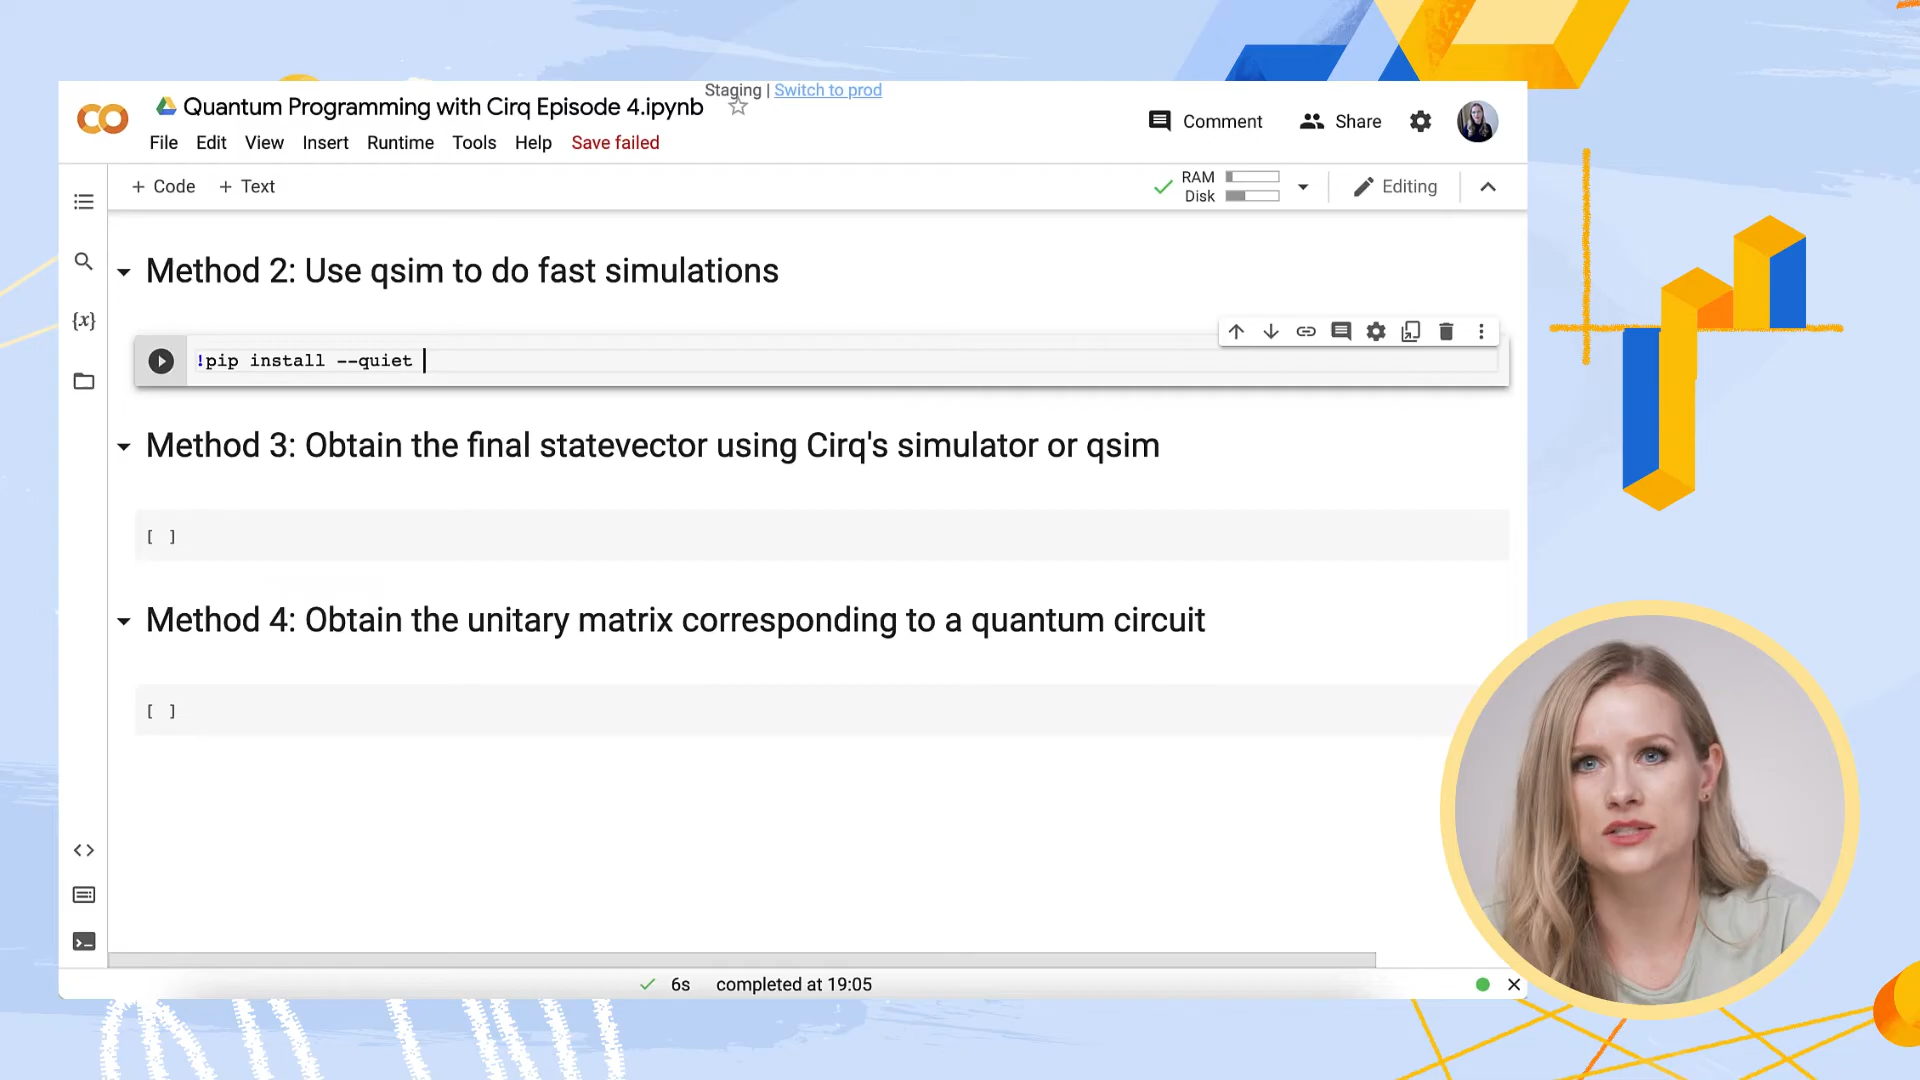 Staging | Switch to prod
Quantum Programming with Cirq Episode 4.ipynb
File Edit View Insert Runtime Tools Help Save failed
Comment Share
+ Code + Text
RAM
Disk
Editing
Method 2: Use qsim to do fast simulations
!pip install --quiet
Method 3: Obtain the final statevector using Cirq's simulator or qsim
[ ]
Method 4: Obtain the unitary matrix corresponding to a quantum circuit
[ ]
6s completed at 19:05